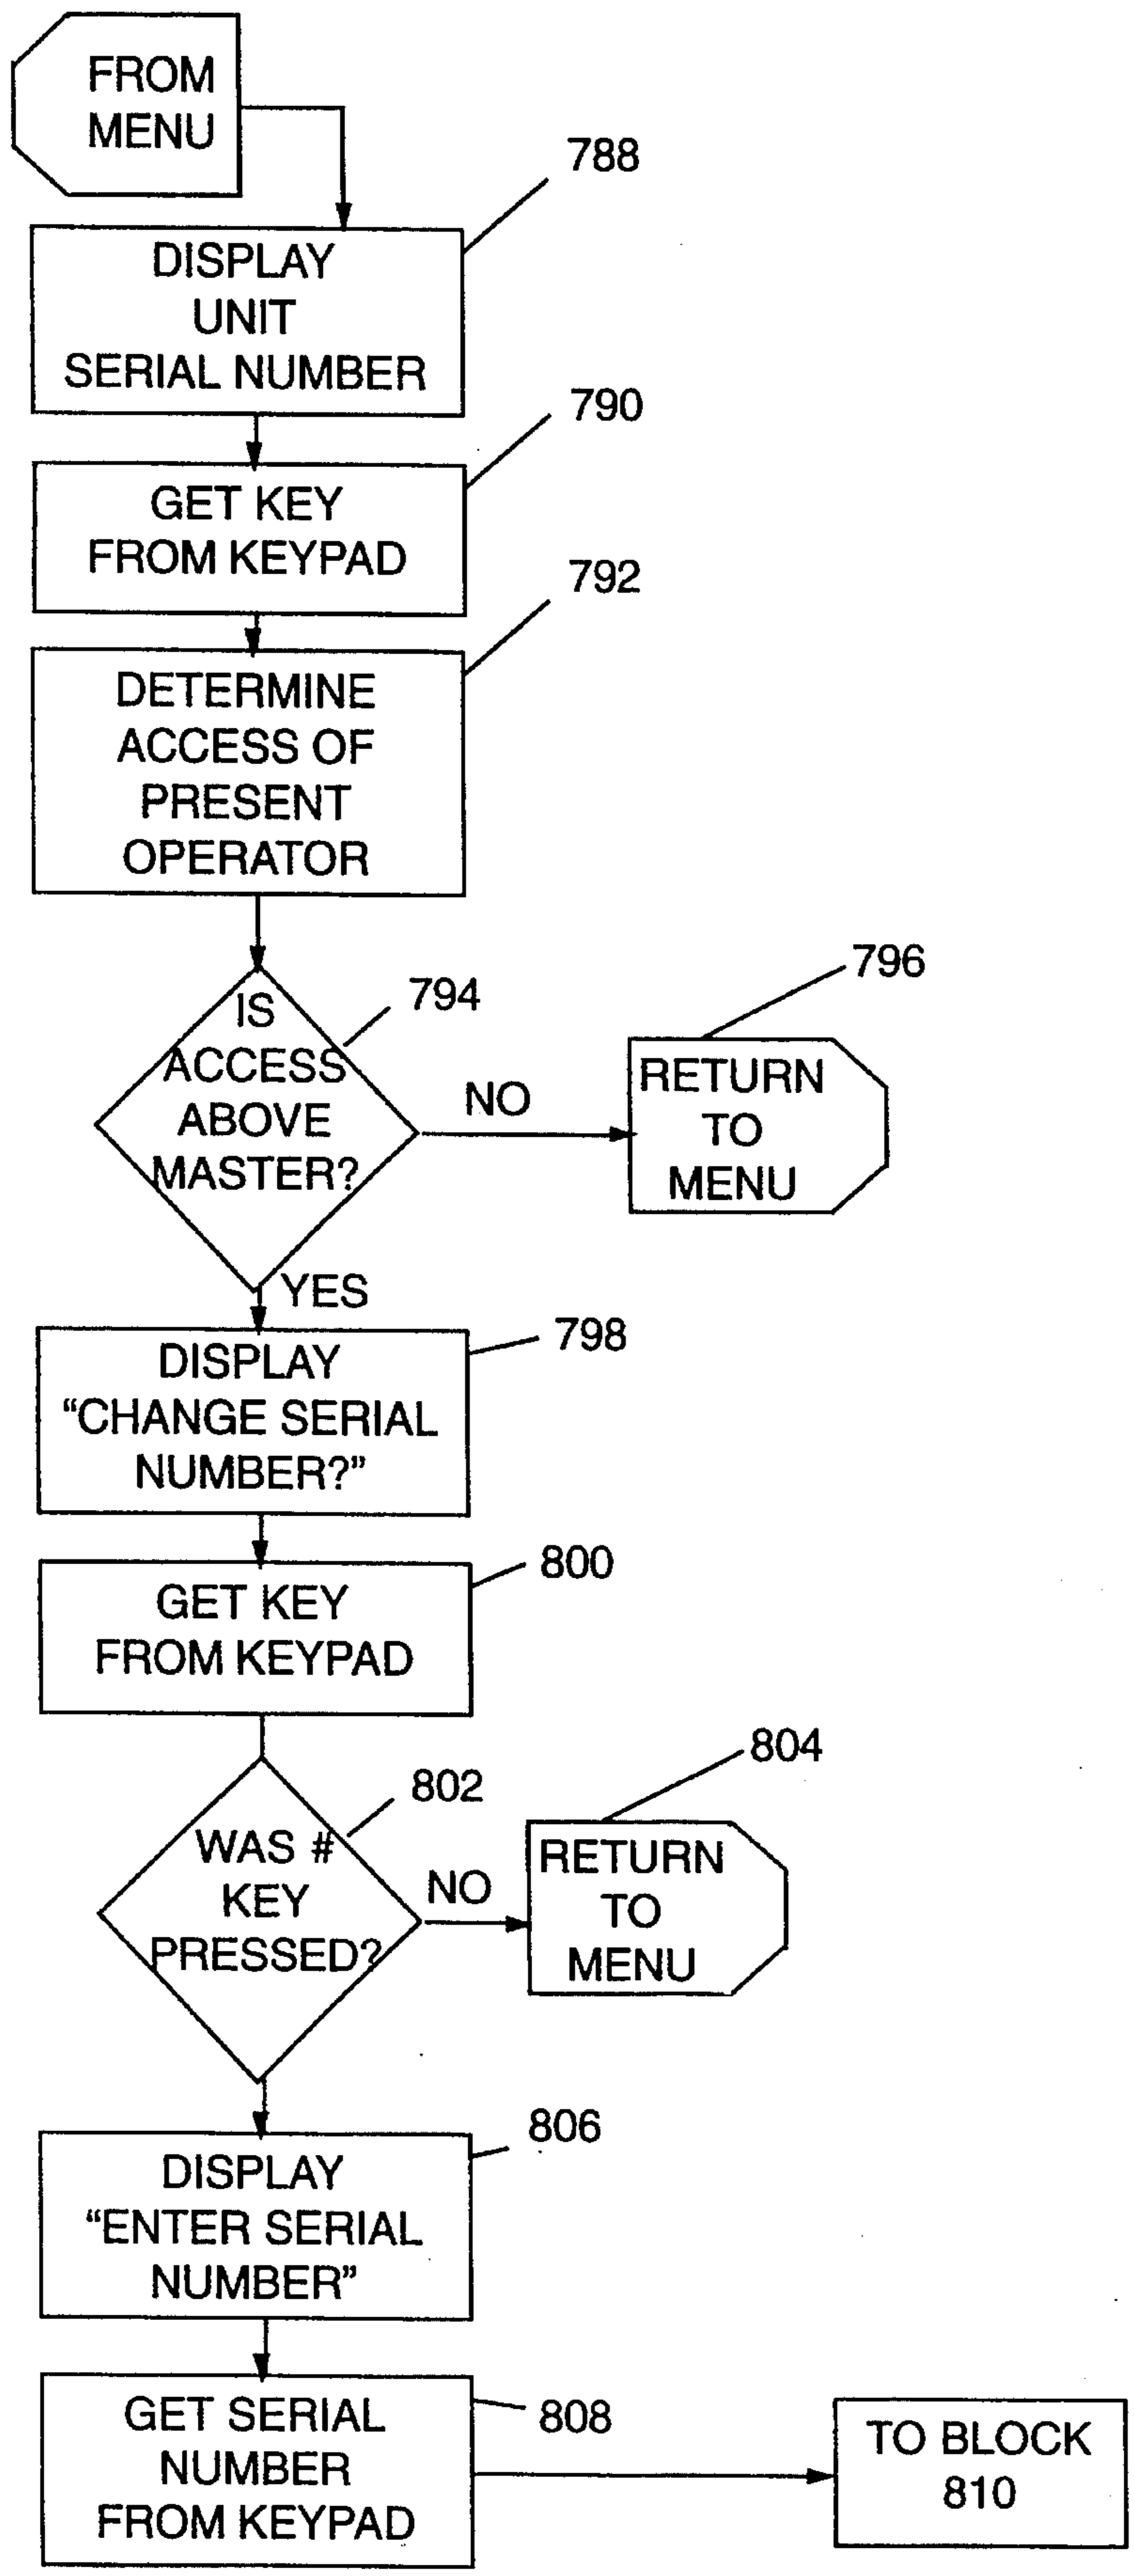 FROM
MENU
788
DISPLAY
UNIT
SERIAL NUMBER
790
GET KEY
FROM KEYPAD
792
DETERMINE
ACCESS OF
PRESENT
OPERATOR
794
IS
ACCESS
ABOVE
MASTER?
NO
796
RETURN
TO
MENU
YES
798
DISPLAY
“CHANGE SERIAL
NUMBER?”
800
GET KEY
FROM KEYPAD
802
WAS #
KEY
PRESSED?
NO
804
RETURN
TO
MENU
806
DISPLAY
“ENTER SERIAL
NUMBER”
808
GET SERIAL
NUMBER
FROM KEYPAD
TO BLOCK
810